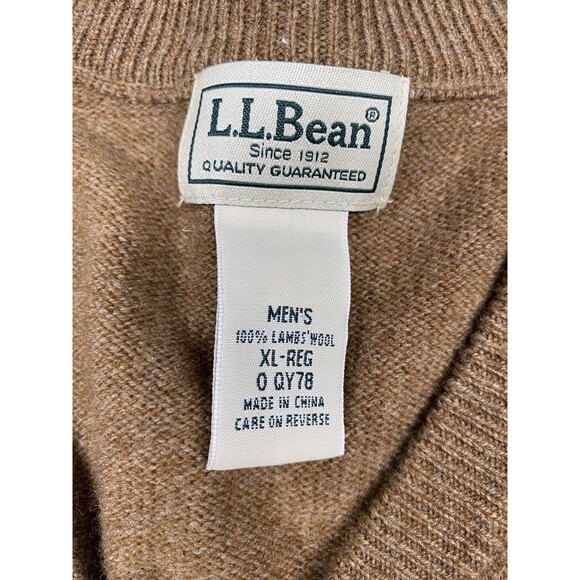 L.L.Bean®
Since 1912
QUALITY GUARANTEED
MEN'S
100% LAMBS' WOOL
XL-REG
0 QY78
MADE IN CHINA
CARE ON REVERSE